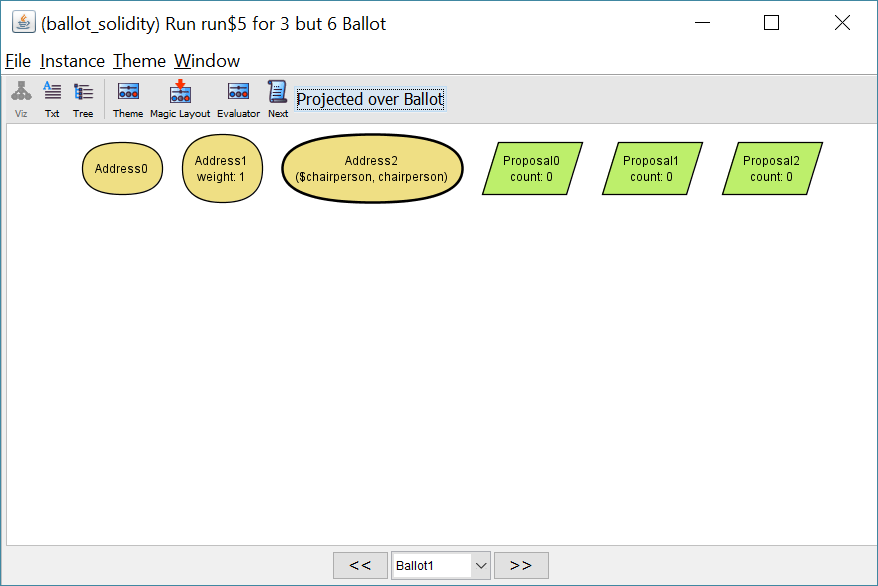 (ballot_solidity) Run run$5 for 3 but 6 Ballot
File Instance Theme Window
Viz Txt Tree Theme Magic Layout Evaluator Next Projected over Ballot
Address0
Address1
weight: 1
Address2
($chairperson, chairperson)
Proposal0
count: 0
Proposal1
count: 0
Proposal2
count: 0
<< Ballot1 >>